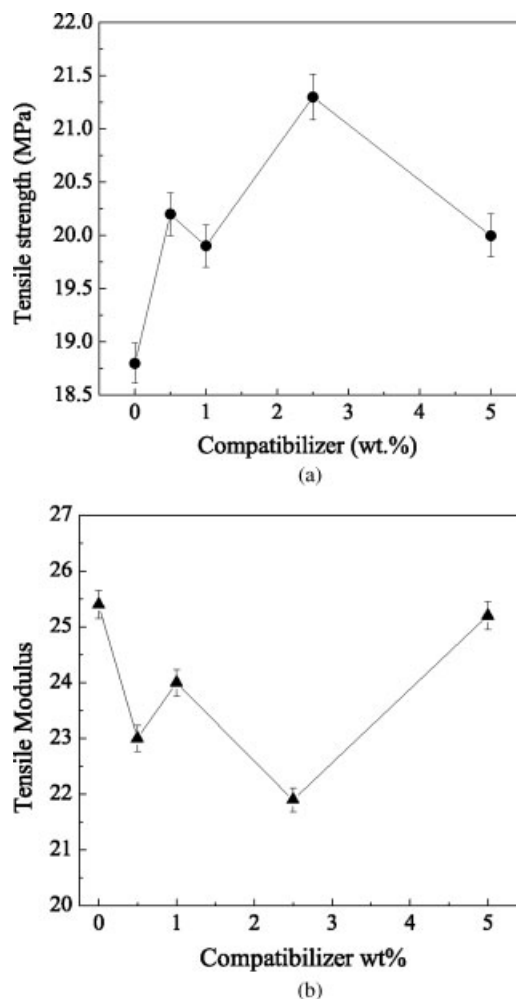 22.0
21.5
21.0
20.5
20.0
19.5
19.0
18.5
Tensile strength (MPa)
0 1 2 3 4 5
Compatibilizer (wt.%)
(a)
27
26
25
24
23
22
21
20
Tensile Modulus
0 1 2 3 4 5
Compatibilizer wt%
(b)